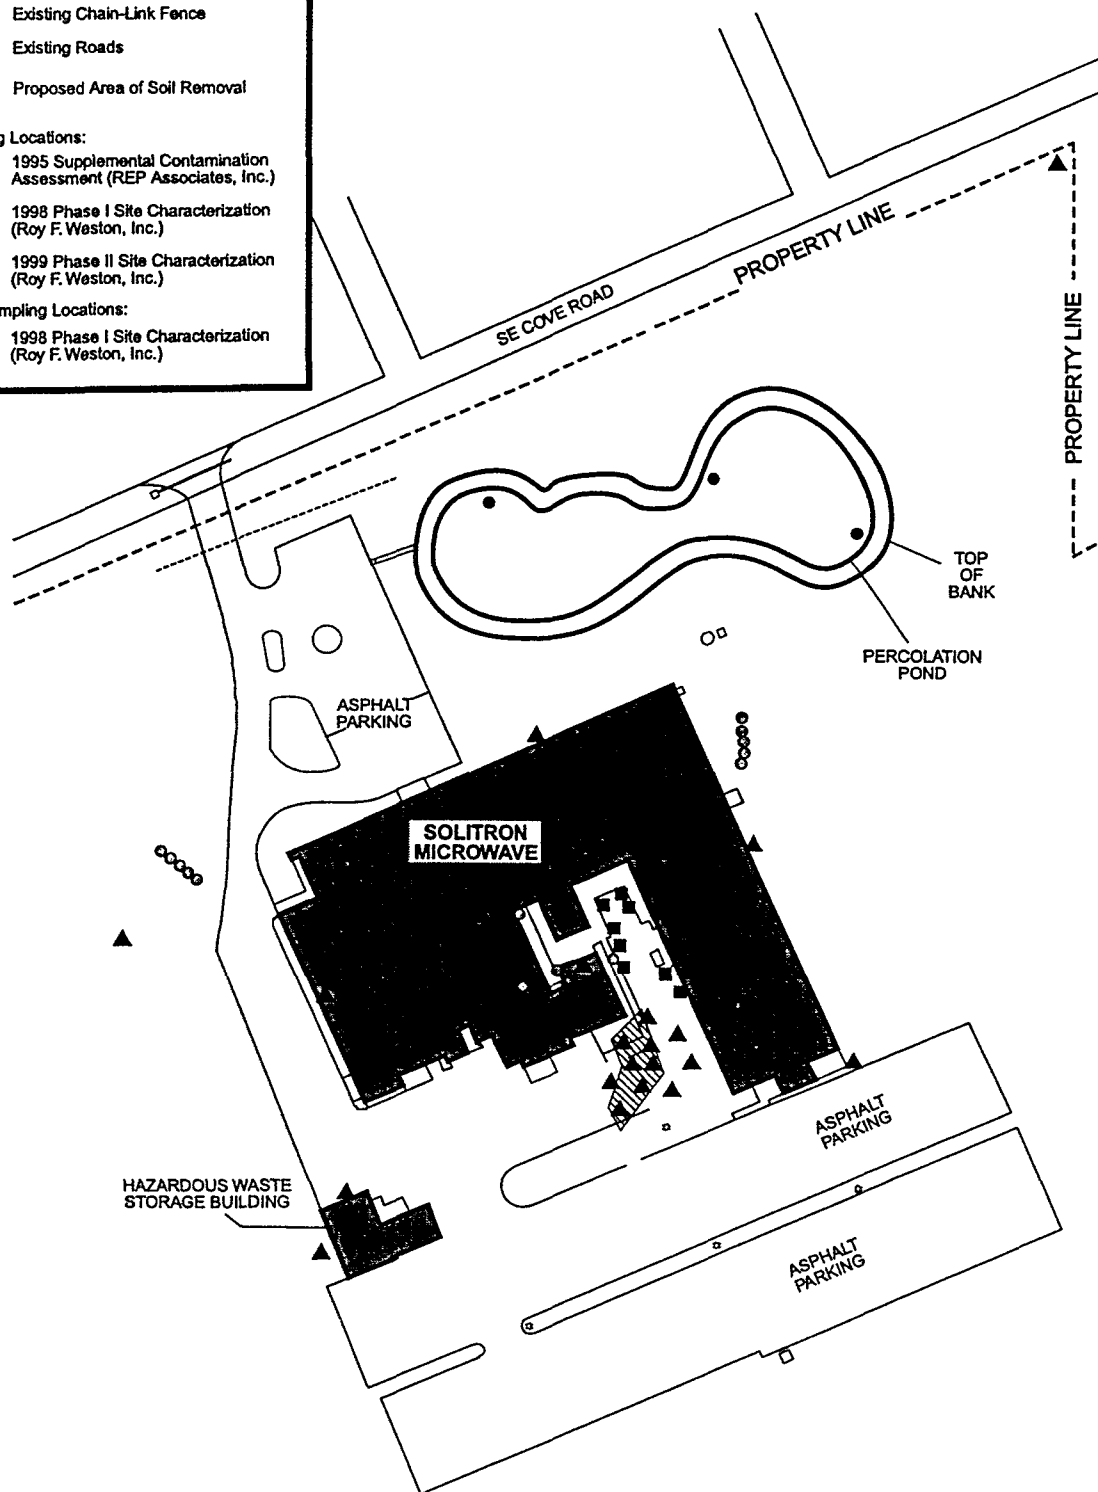 Existing Chain-Link Fence
Existing Roads
Proposed Area of Soil Removal
g Locations:
1995 Supplemental Contamination
Assessment (REP Associates, Inc.)
1998 Phase I Site Characterization
(Roy F. Weston, Inc.)
1999 Phase II Site Characterization
(Roy F. Weston, Inc.)
mpling Locations:
1998 Phase I Site Characterization
(Roy F. Weston, Inc.)
PROPERTY LINE
SE COVE ROAD
PROPERTY LINE
TOP
OF
BANK
PERCOLATION
POND
ASPHALT
PARKING
SOLITRON
MICROWAVE
ASPHALT
PARKING
HAZARDOUS WASTE
STORAGE BUILDING
ASPHALT
PARKING